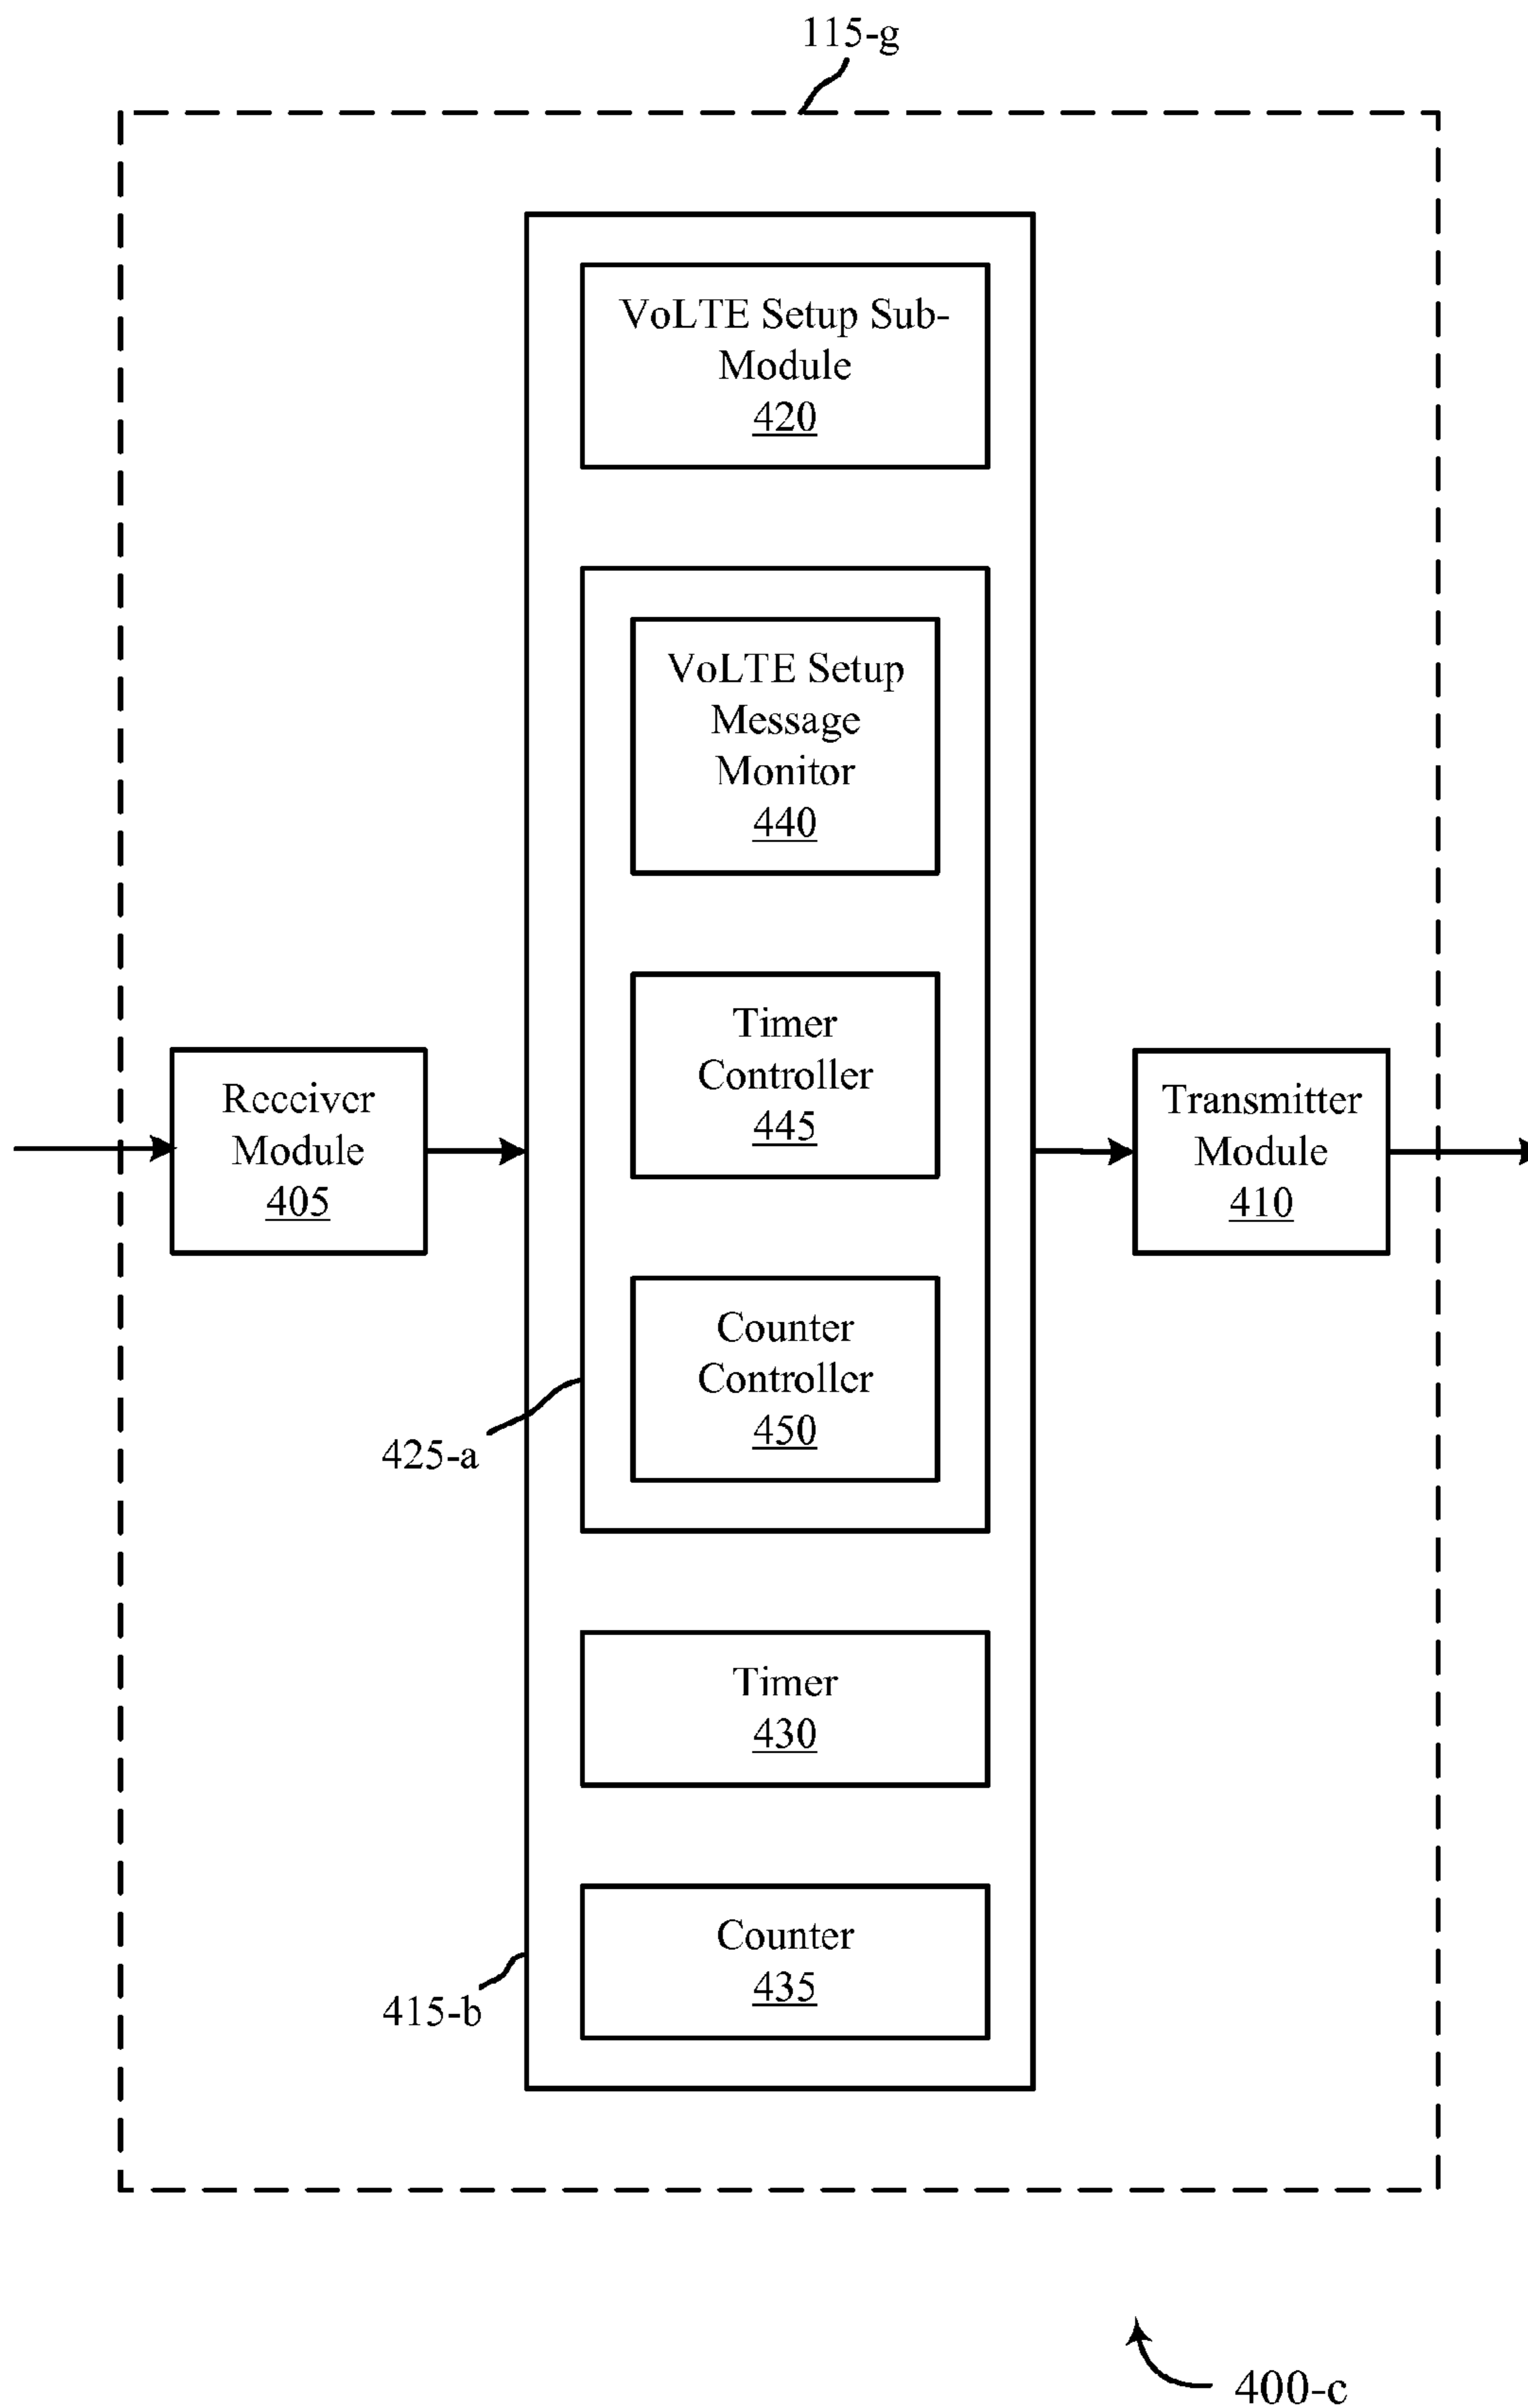 115-g
VoLTE Setup Sub-
Module
420
VoLTE Setup
Message
Monitor
440
Timer
Controller
445
Receiver
Module
405
Transmitter
Module
410
Counter
Controller
450
425-a
Timer
430
Counter
435
415-b
400-c